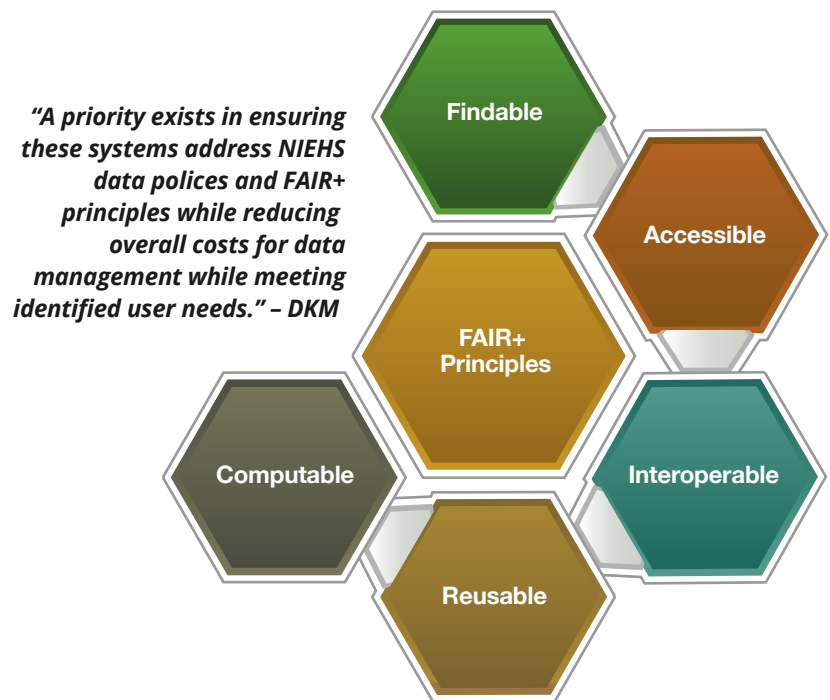 “A priority exists in ensuring
these systems address NIEHS
data polices and FAIR+
principles while reducing
overall costs for data
management while meeting
identified user needs.” – DKM
Findable
Accessible
FAIR+
Principles
Interoperable
Computable
Reusable